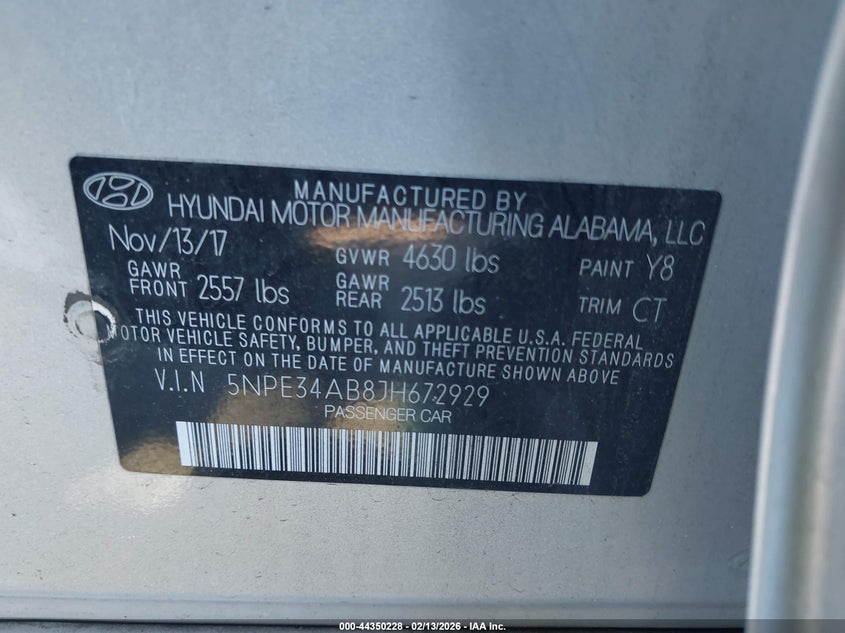 MANUFACTURED BY
HYUNDAI MOTOR MANUFACTURING ALABAMA, LLC
Nov/13/17 GVWR 4630 lbs PAINT Y8
GAWR FRONT 2557 lbs GAWR REAR 2513 lbs TRIM CT
THIS VEHICLE CONFORMS TO ALL APPLICABLE U.S.A. FEDERAL
MOTOR VEHICLE SAFETY, BUMPER, AND THEFT PREVENTION STANDARDS
IN EFFECT ON THE DATE OF MANUFACTURE SHOWN ABOVE
V.I.N 5NPE34AB8JH672929
PASSENGER CAR
000-44350228 - 02/13/2026 - IAA Inc.